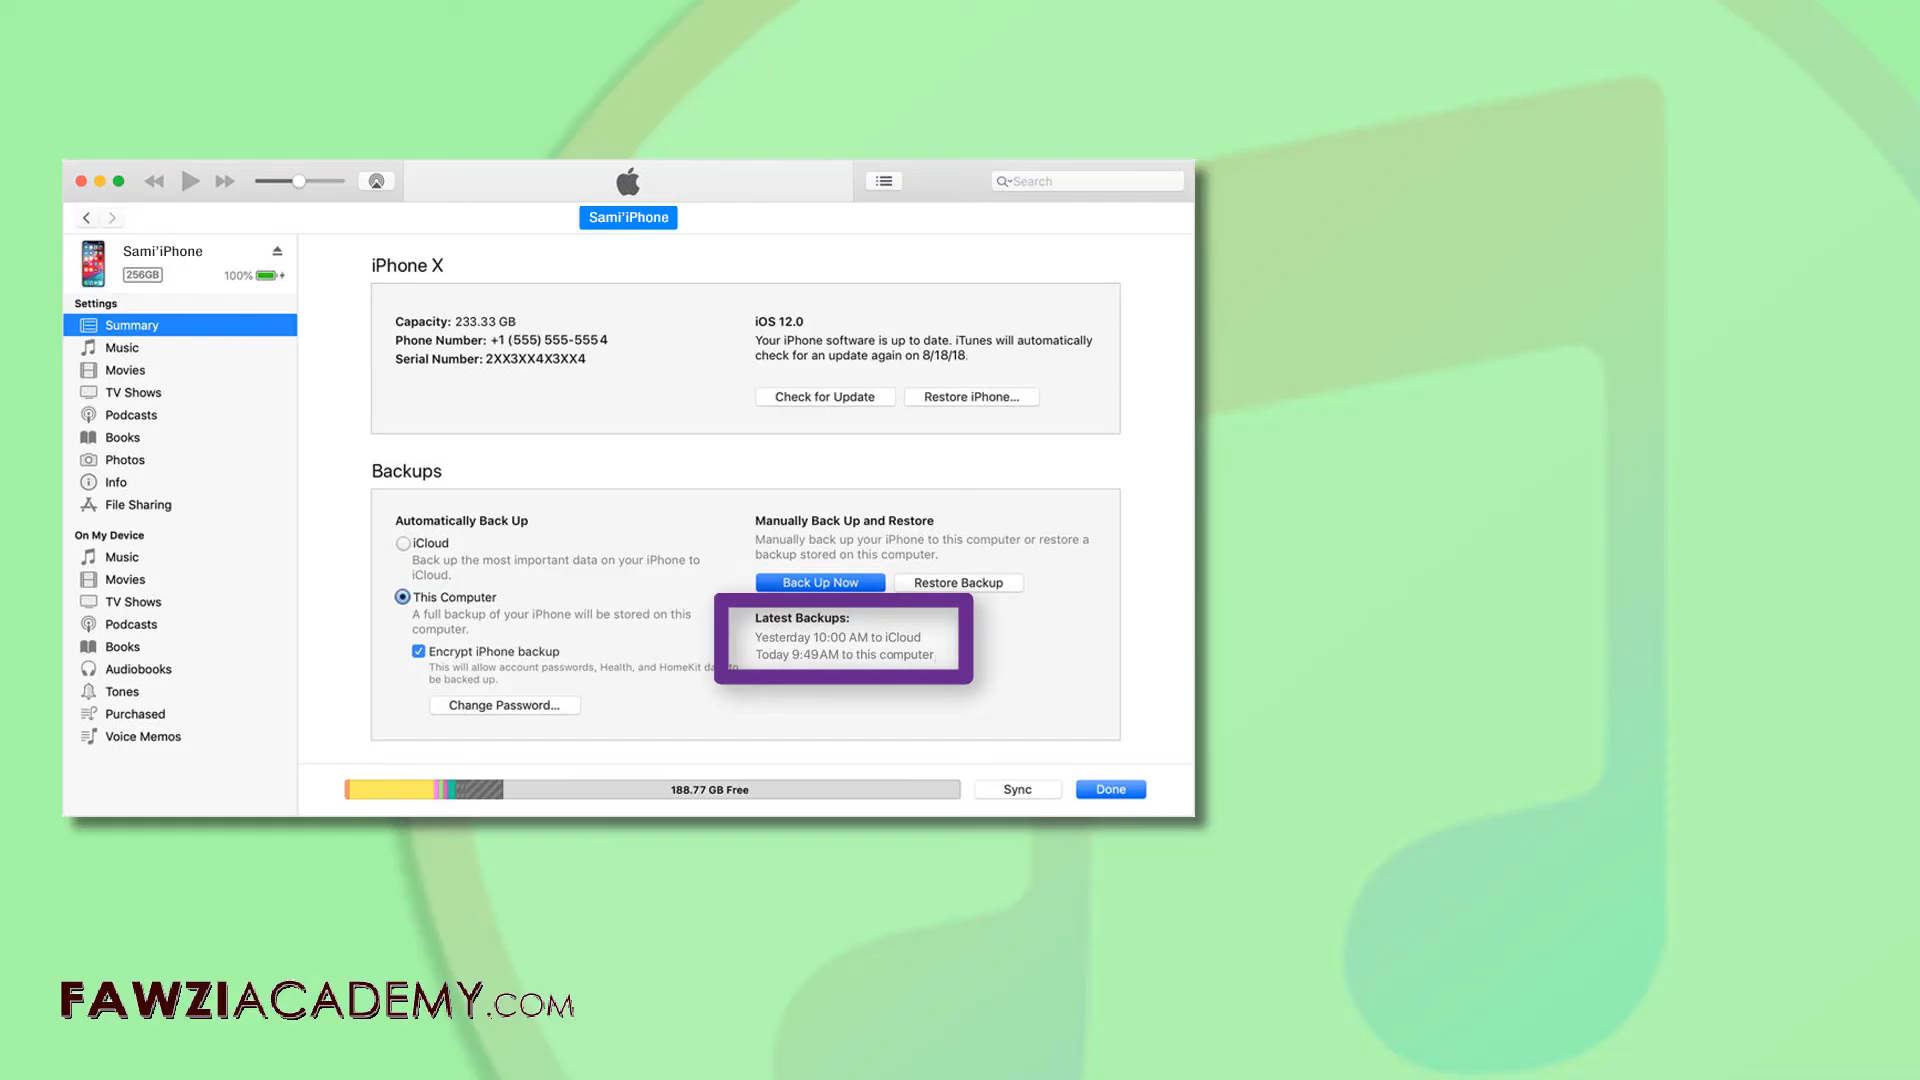 Search
Sami'iPhone
Sami'iPhone
256GB
100%
Settings
Summary
Music
Movies
TV Shows
Podcasts
Books
Photos
Info
File Sharing
On My Device
Music
Movies
TV Shows
Podcasts
Books
Audiobooks
Tones
Purchased
Voice Memos
iPhone X
Capacity: 233.33 GB
Phone Number: +1 (555) 555-5554
Serial Number: 2XX3XX4X3XX4
iOS 12.0
Your iPhone software is up to date. iTunes will automatically
check for an update again on 8/18/18.
Check for Update
Restore iPhone...
Backups
Automatically Back Up
iCloud
Back up the most important data on your iPhone to
iCloud.
This Computer
A full backup of your iPhone will be stored on this
computer.
Encrypt iPhone backup
This will allow account passwords, Health, and HomeKit
be backed up.
Change Password...
Manually Back Up and Restore
Manually back up your iPhone to this computer or restore a
backup stored on this computer.
Back Up Now
Restore Backup
Latest Backups:
Yesterday 10:00 AM to iCloud
Today 9:49AM to this computer
188.77 GB Free
Sync
Done
FAWZIACADEMY.COM